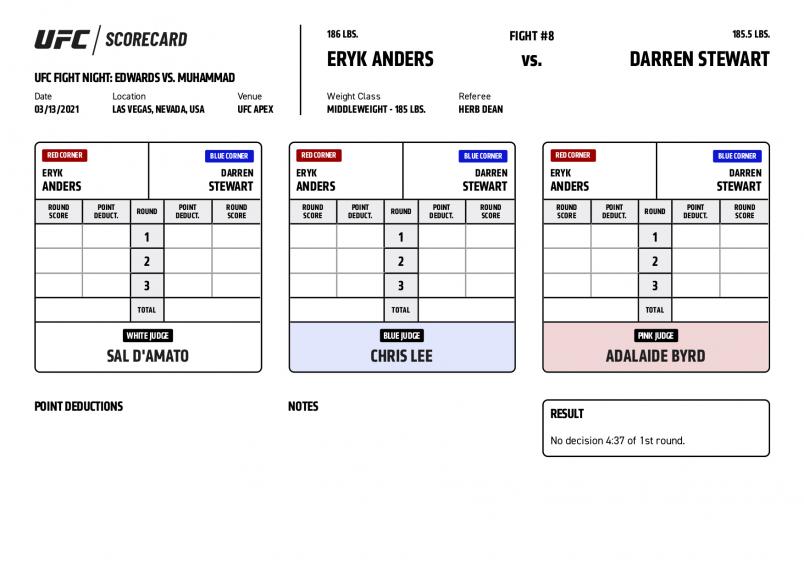 UFC / SCORECARD
UFC FIGHT NIGHT: EDWARDS VS. MUHAMMAD
Date Location Venue
03/13/2021 LAS VEGAS, NEVADA, USA UFC APEX
186 LBS. FIGHT #8 185.5 LBS.
ERYK ANDERS VS. DARREN STEWART
Weight Class Referee
MIDDLEWEIGHT - 185 LBS. HERB DEAN
RED CORNER BLUE CORNER
ERYK DARREN
ANDERS STEWART
ROUND POINT ROUND POINT ROUND
SCORE DEDUCT. DEDUCT. SCORE
1
2
3
TOTAL
WHITE JUDGE
SAL D'AMATO
RED CORNER BLUE CORNER
ERYK DARREN
ANDERS STEWART
ROUND POINT ROUND POINT ROUND
SCORE DEDUCT. DEDUCT. SCORE
1
2
3
TOTAL
BLUE JUDGE
CHRIS LEE
RED CORNER BLUE CORNER
ERYK DARREN
ANDERS STEWART
ROUND POINT ROUND POINT ROUND
SCORE DEDUCT. DEDUCT. SCORE
1
2
3
TOTAL
PINK JUDGE
ADALAIDE BYRD
POINT DEDUCTIONS
NOTES
RESULT
No decision 4:37 of 1st round.